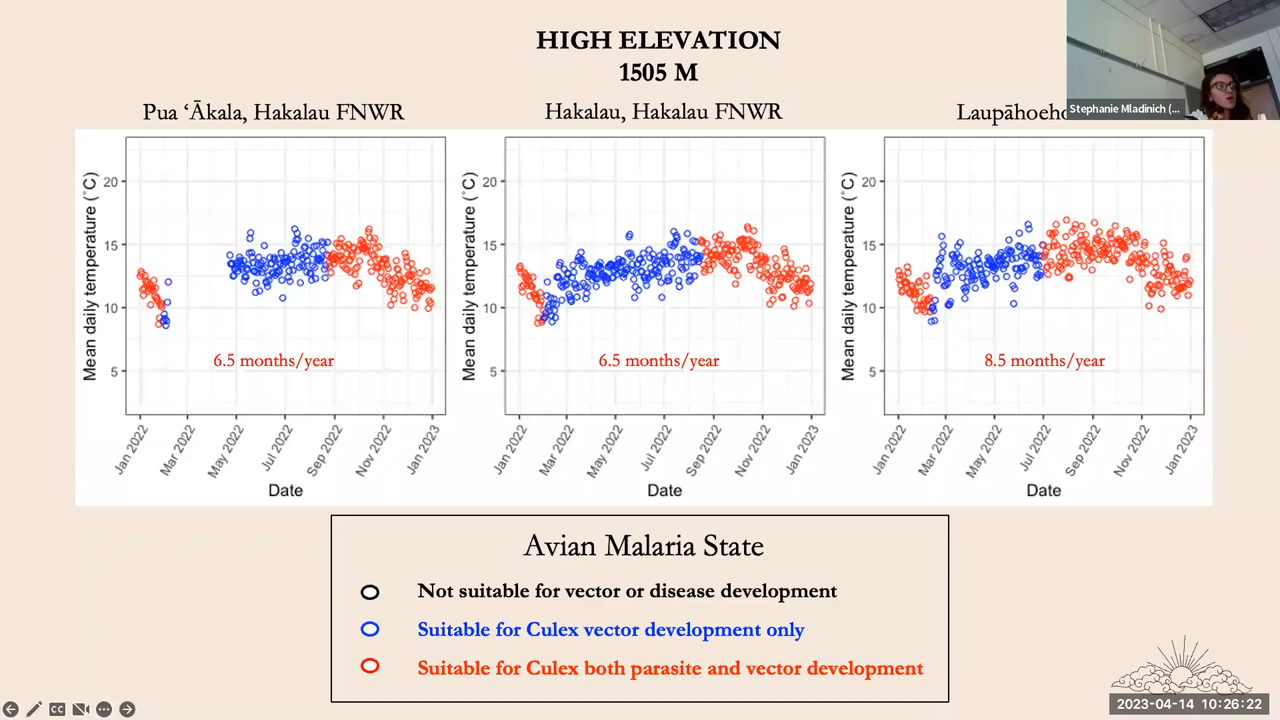 HIGH ELEVATION
1505 M
Pua ‘Ākala, Hakalau FNWR
Hakalau, Hakalau FNWR
Stephanie Mladinich (...
Mean daily temperature (˚C)
20
15
10
5
6.5 months/year
Jan 2022
Mar 2022
May 2022
Jul 2022
Sep 2022
Nov 2022
Jan 2023
Date
Mean daily temperature (˚C)
20
15
10
5
6.5 months/year
Jan 2022
Mar 2022
May 2022
Jul 2022
Sep 2022
Nov 2022
Jan 2023
Date
Mean daily temperature (˚C)
20
15
10
5
8.5 months/year
Jan 2022
Mar 2022
May 2022
Jul 2022
Sep 2022
Nov 2022
Jan 2023
Date
Avian Malaria State
Not suitable for vector or disease development
Suitable for Culex vector development only
Suitable for Culex both parasite and vector development
CC
2023-04-14 10:26:22